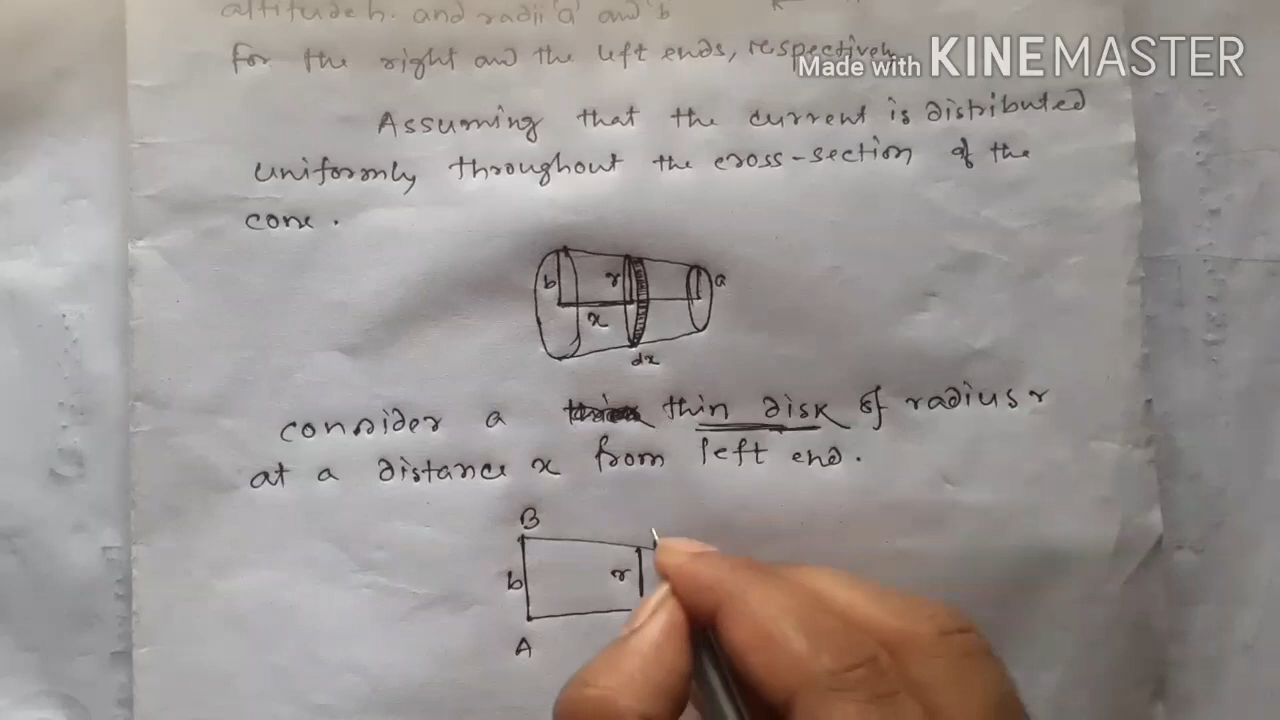 altitude h. and radii 'a' and 'b'
for the right and the left ends, respectively.
Made with KINEMASTER
Assuming that the current is distributed
uniformly throughout the cross-section of the
cone.
b r a
x
dx
consider a thin disk of radius r
at a distance x from left end.
B
b r
A